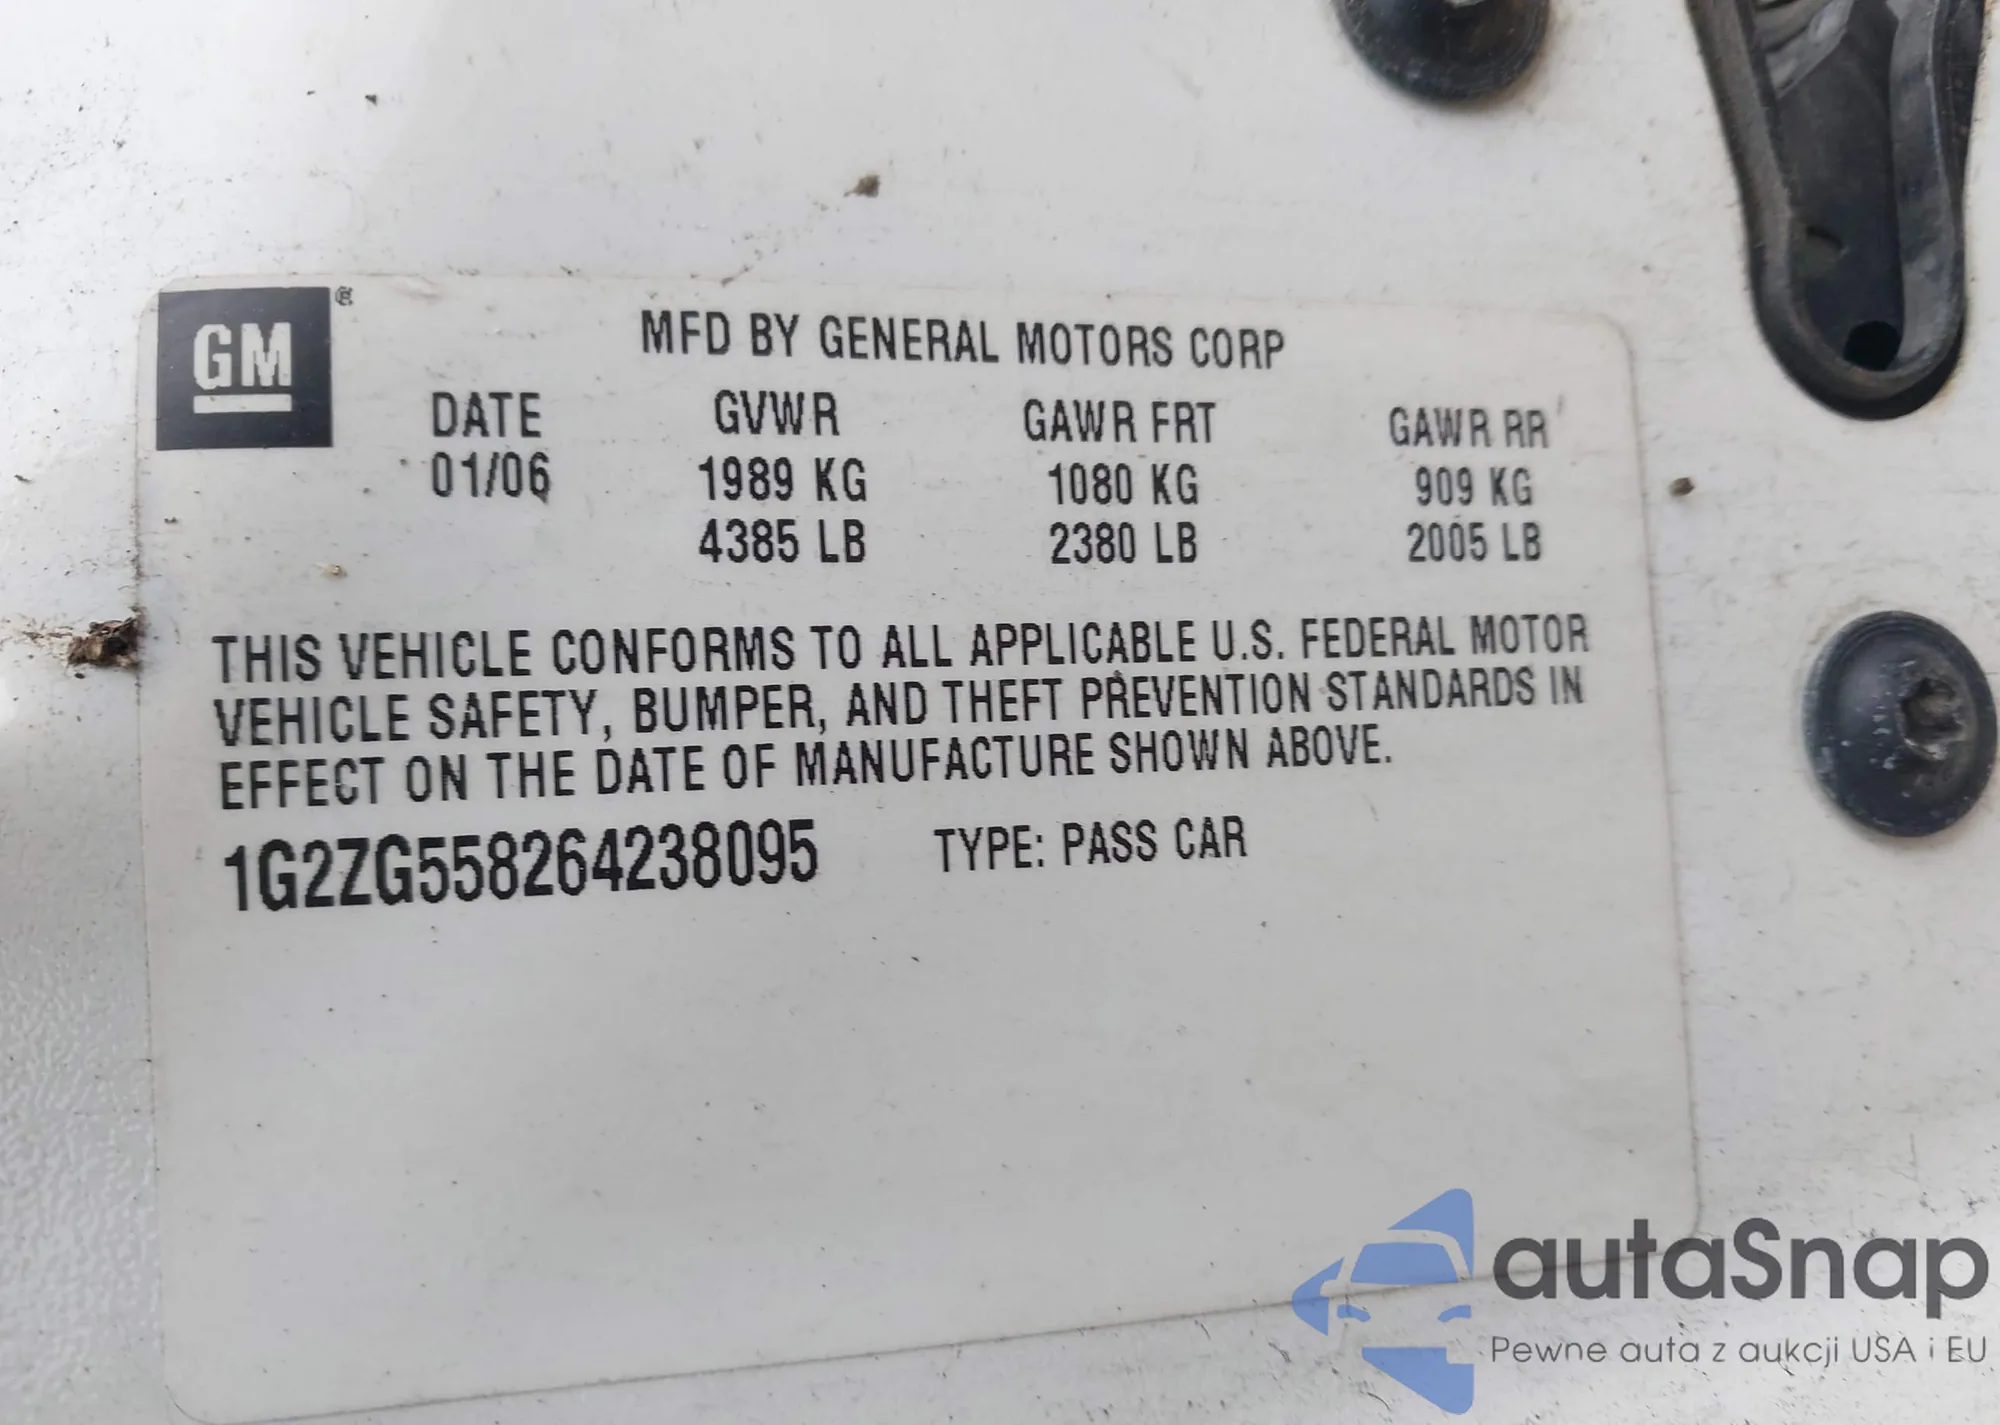 GM
MFD BY GENERAL MOTORS CORP
DATE GVWR GAWR FRT GAWR RR
01/06 1989 KG 1080 KG 909 KG
4385 LB 2380 LB 2005 LB
THIS VEHICLE CONFORMS TO ALL APPLICABLE U.S. FEDERAL MOTOR
VEHICLE SAFETY, BUMPER, AND THEFT PREVENTION STANDARDS IN
EFFECT ON THE DATE OF MANUFACTURE SHOWN ABOVE.
1G2ZG558264238095 TYPE: PASS CAR
autaSnap
Pewne auta z aukcji USA i EU